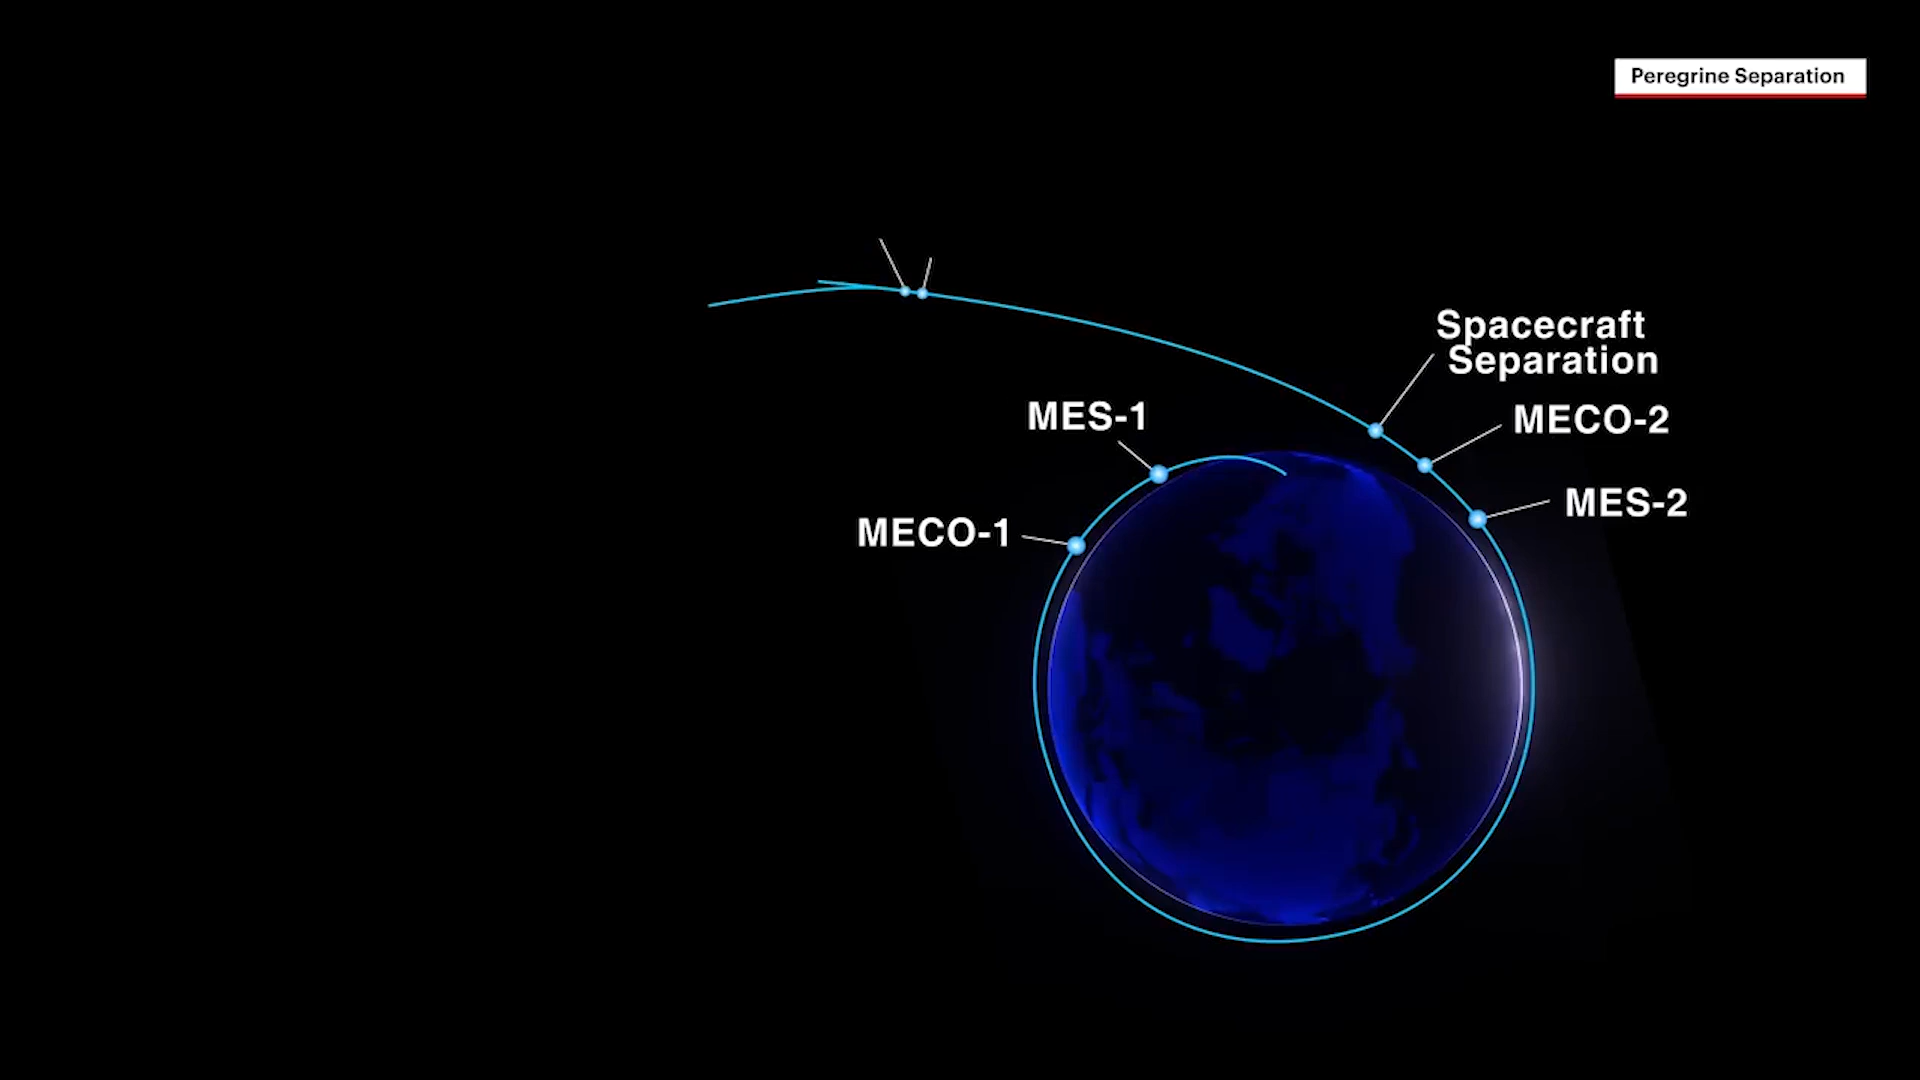 Peregrine Separation
Spacecraft
Separation
MES-1
MECO-2
MES-2
MECO-1